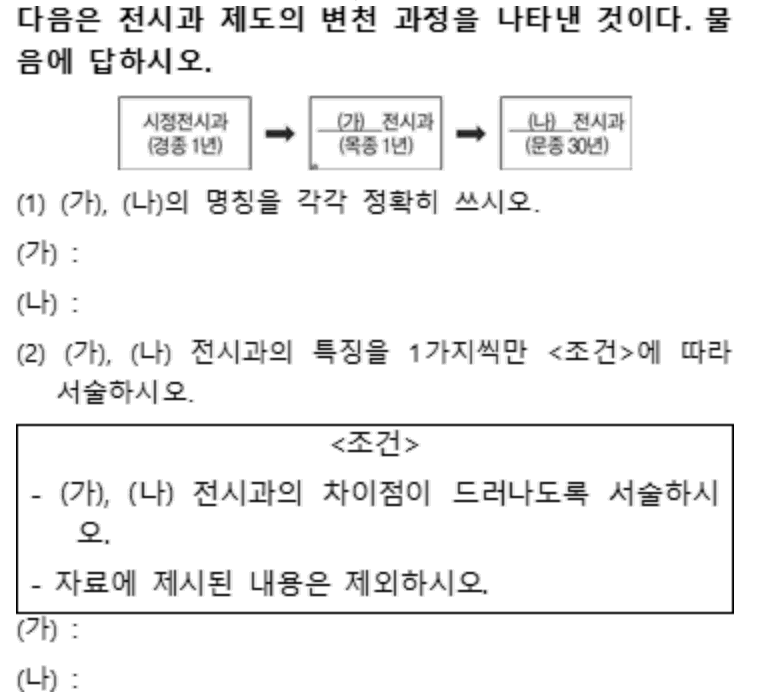 다음은 전시과 제도의 변천 과정을 나타낸 것이다. 물
음에 답하시오.
시정전시과 ➡ (가) 전시과 ➡ (나) 전시과
(경종 1년) (목종 1년) (문종 30년)
(1) (가), (나)의 명칭을 각각 정확히 쓰시오.
(가) :
(나) :
(2) (가), (나) 전시과의 특징을 1가지씩만 <조건>에 따라
서술하시오.
<조건>
- (가), (나) 전시과의 차이점이 드러나도록 서술하시
오.
- 자료에 제시된 내용은 제외하시오.
(가) :
(나) :